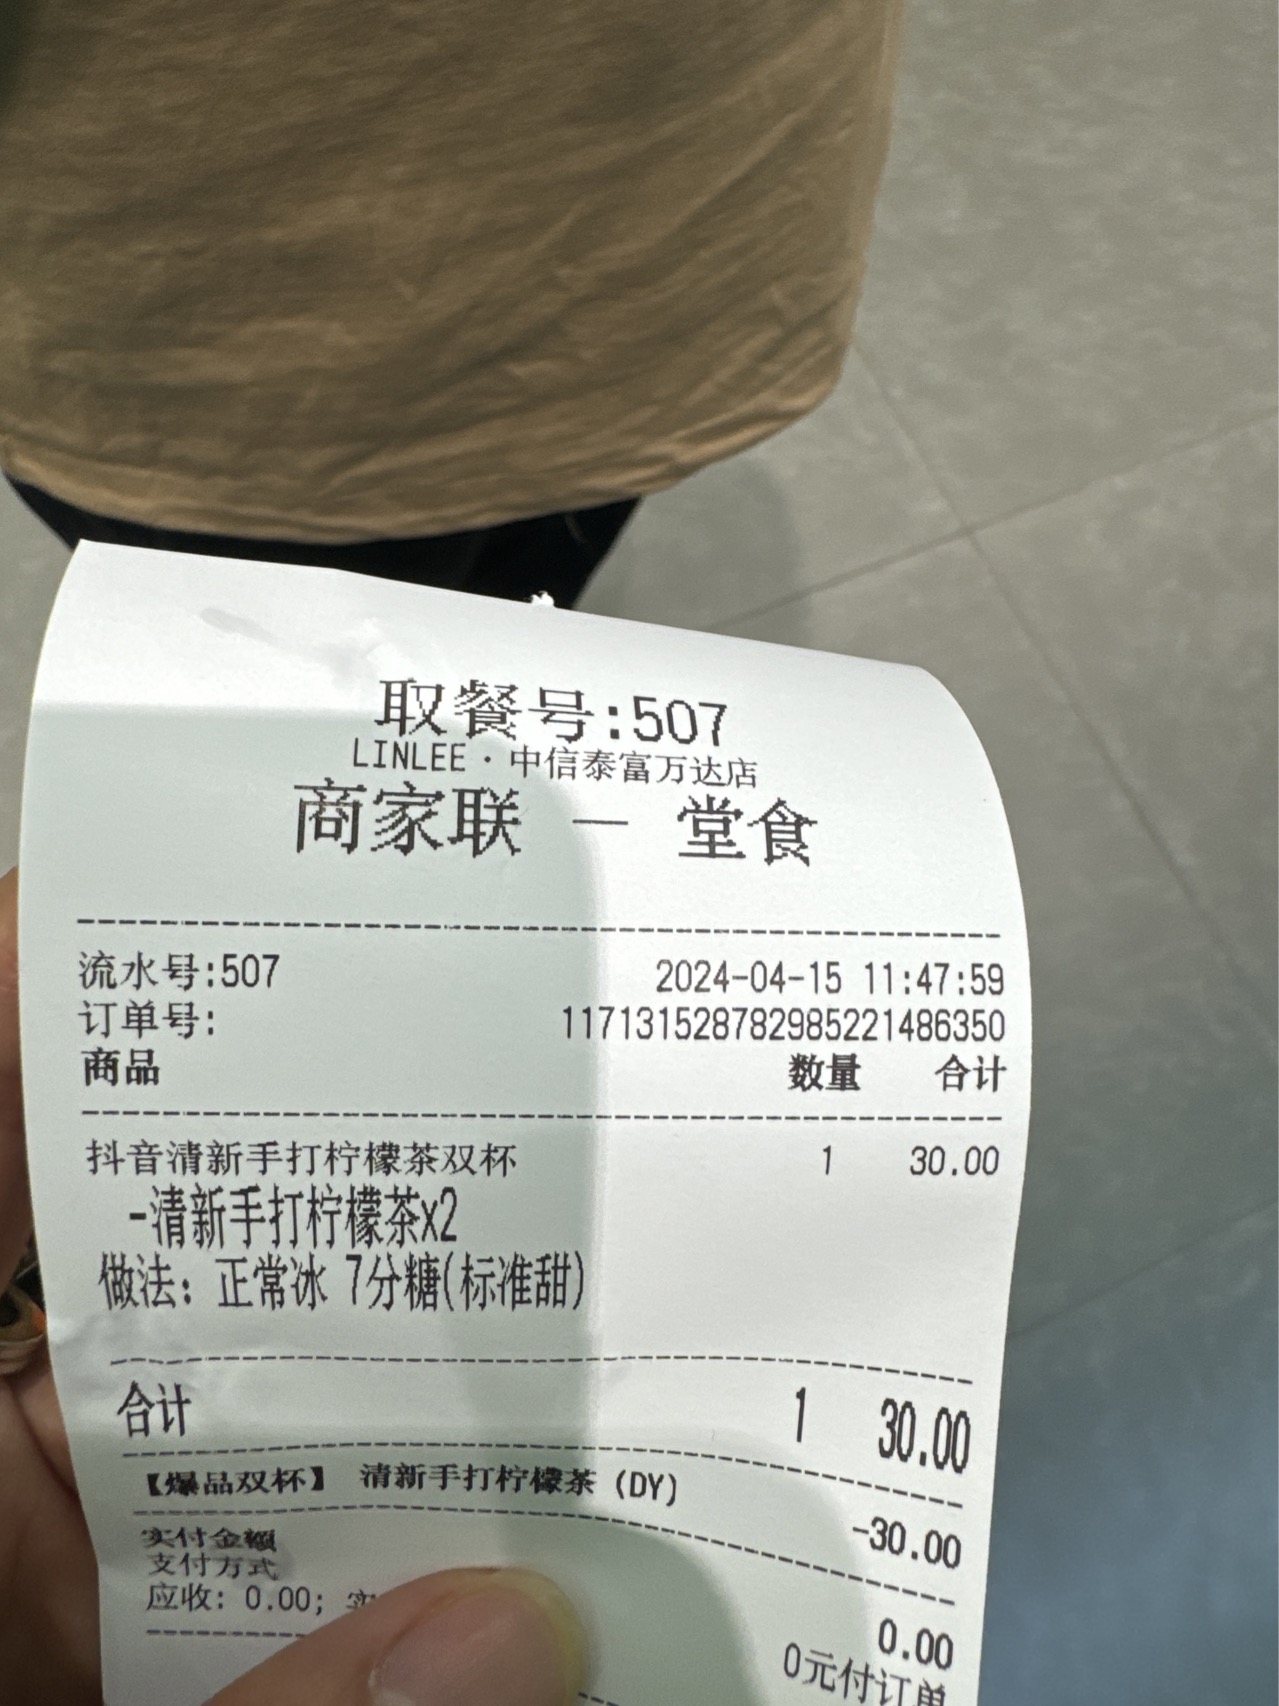 取餐号:507
LINLEE·中信泰富万达店
商家联 — 堂食
流水号:507 2024-04-15 11:47:59
订单号: 117131528782985221486350
商品 数量 合计
抖音清新手打柠檬茶双杯 1 30.00
-清新手打柠檬茶x2
做法: 正常冰 7分糖(标准甜)
合计 1 30.00
【爆品双杯】 清新手打柠檬茶 (DY)
-30.00
实付金额 0.00
支付方式 0元付订单
应收: 0.00; 实